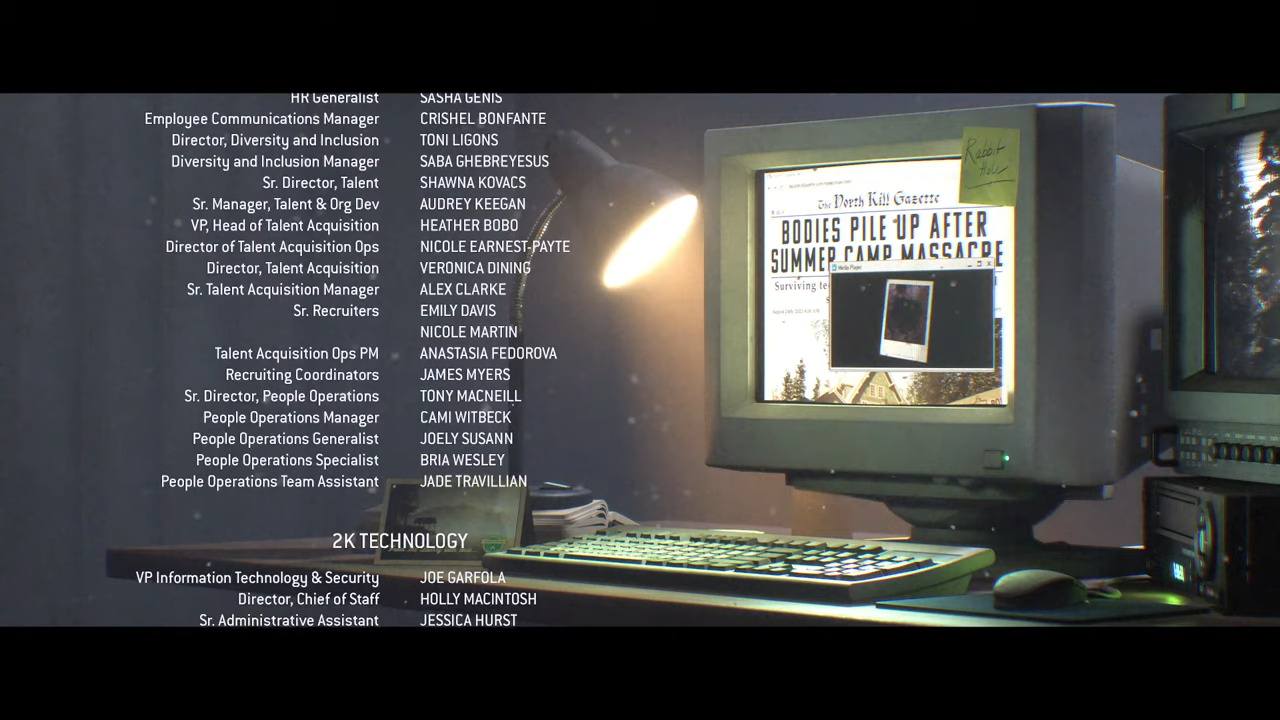 HR Generalist SASHA GENIS
Employee Communications Manager CRISHEL BONFANTE
Director, Diversity and Inclusion TONI LIGONS
Diversity and Inclusion Manager SABA GHEBREYESUS
Sr. Director, Talent SHAWNA KOVACS
Sr. Manager, Talent & Org Dev AUDREY KEEGAN
VP, Head of Talent Acquisition HEATHER BOBO
Director of Talent Acquisition Ops NICOLE EARNEST-PAYTE
Director, Talent Acquisition VERONICA DINING
Sr. Talent Acquisition Manager ALEX CLARKE
Sr. Recruiters EMILY DAVIS
NICOLE MARTIN
Talent Acquisition Ops PM ANASTASIA FEDOROVA
Recruiting Coordinators JAMES MYERS
Sr. Director, People Operations TONY MACNEILL
People Operations Manager CAMI WITBECK
People Operations Generalist JOELY SUSANN
People Operations Specialist BRIA WESLEY
People Operations Team Assistant JADE TRAVILLIAN
2K TECHNOLOGY
VP Information Technology & Security JOE GARFOLA
Director, Chief of Staff HOLLY MACINTOSH
Sr. Administrative Assistant JESSICA HURST
Rabbit
Hole
The North Kill Gazette
BODIES PILE UP AFTER
SUMMER CAMP MASSACRE
Media Player
Surviving